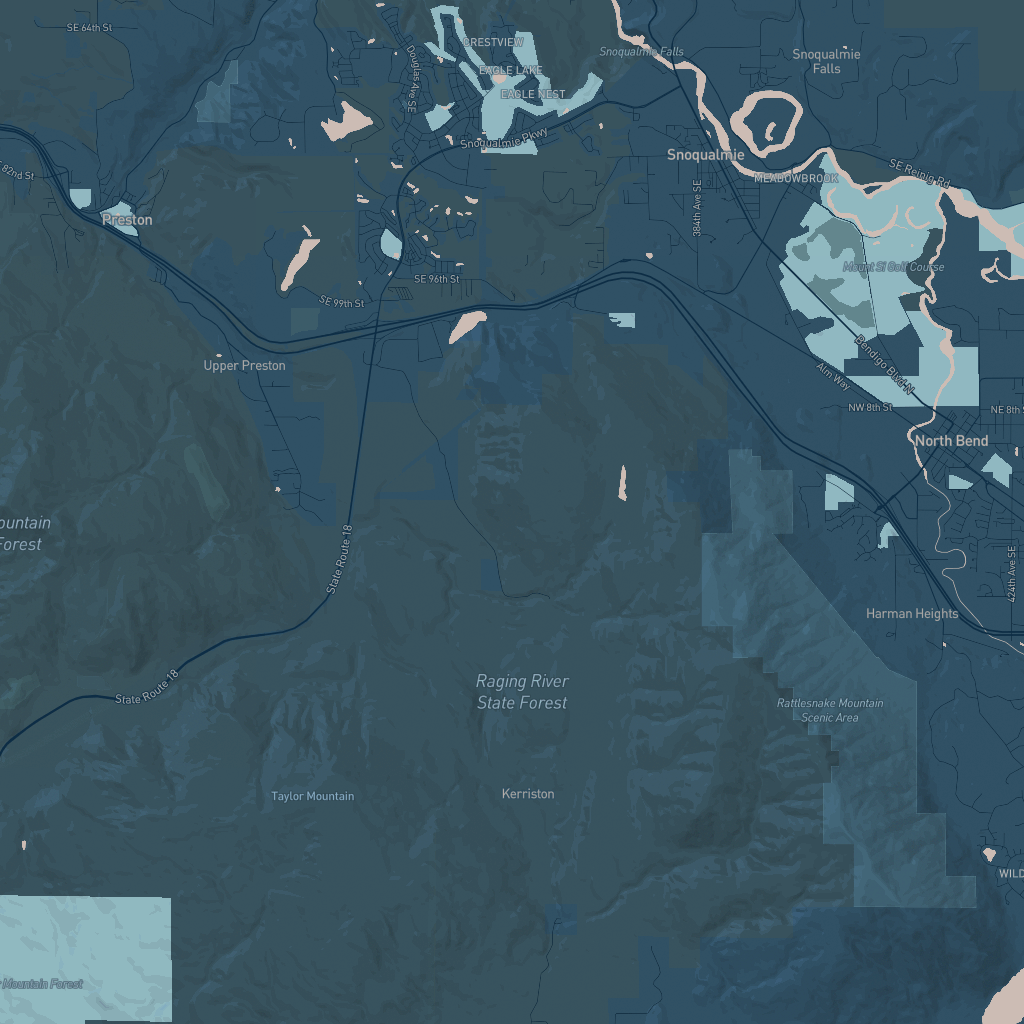 SE 64th St
Douglas Ave SE
CRESTVIEW
EAGLE LAKE
EAGLE NEST
Snoqualmie Falls
Snoqualmie
Falls
Snoqualmie Pkwy
Snoqualmie
MEADOWBROOK
SE Reinig Rd
82nd St
Preston
384th Ave SE
Mount Si Golf Course
SE 96th St
SE 99th St
Upper Preston
Bendigo Blvd N
Alm Way
NW 8th St
NE 8th S
North Bend
ountain
Forest
State Route 18
424th Ave SE
Harman Heights
State Route 18
Raging River
State Forest
Rattlesnake Mountain
Scenic Area
Taylor Mountain
Kerriston
WILD
Mountain Forest